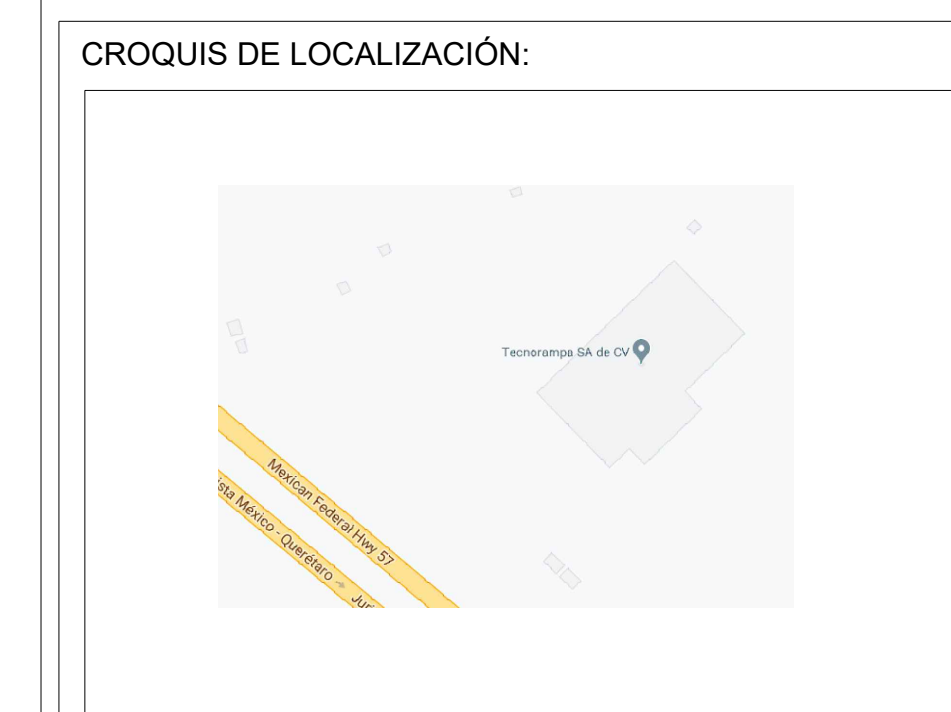 CROQUIS DE LOCALIZACIÓN:
Tecnorampa SA de CV
Mexican Federal Hwy 57
sta México - Querétaro